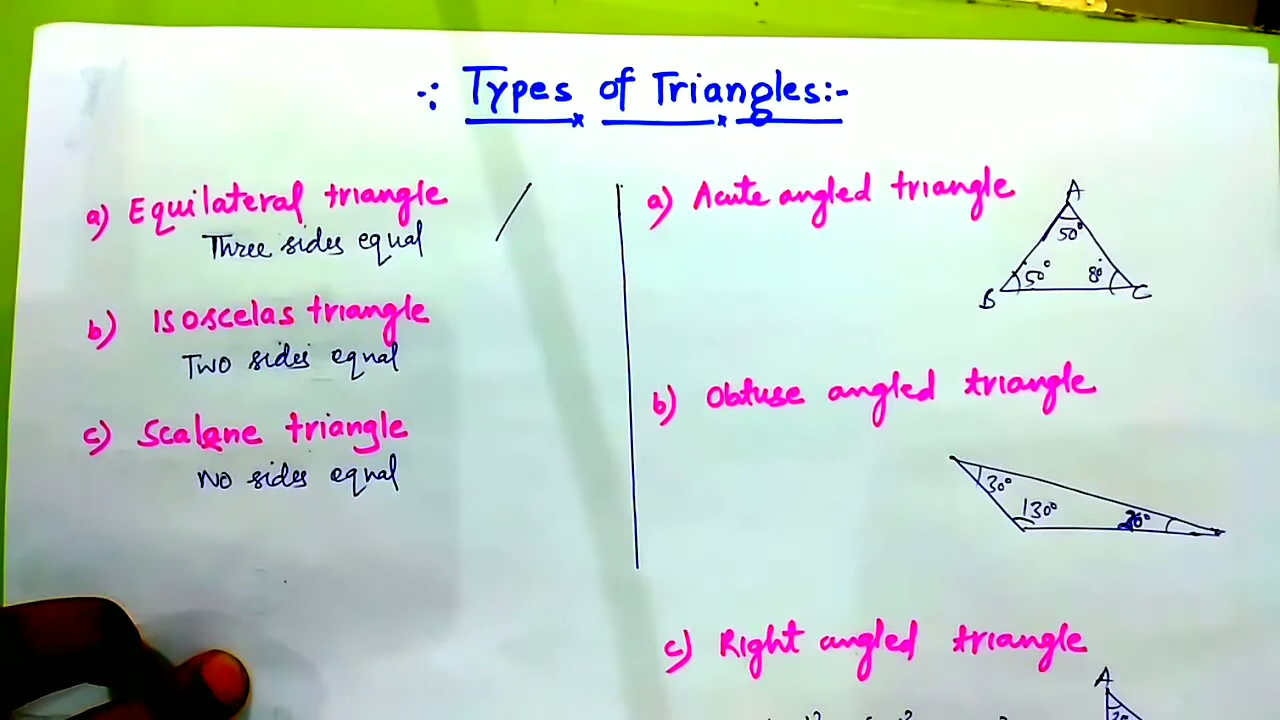 -: Types of Triangles:-
a) Equilateral triangle
Three sides equal
b) Isoscelas triangle
Two sides equal
c) Scalene triangle
No sides equal
a) Acute angled triangle
A
50°
50°
80
B
C
b) Obtuse angled triangle
30°
130°
20°
c) Right angled triangle
A